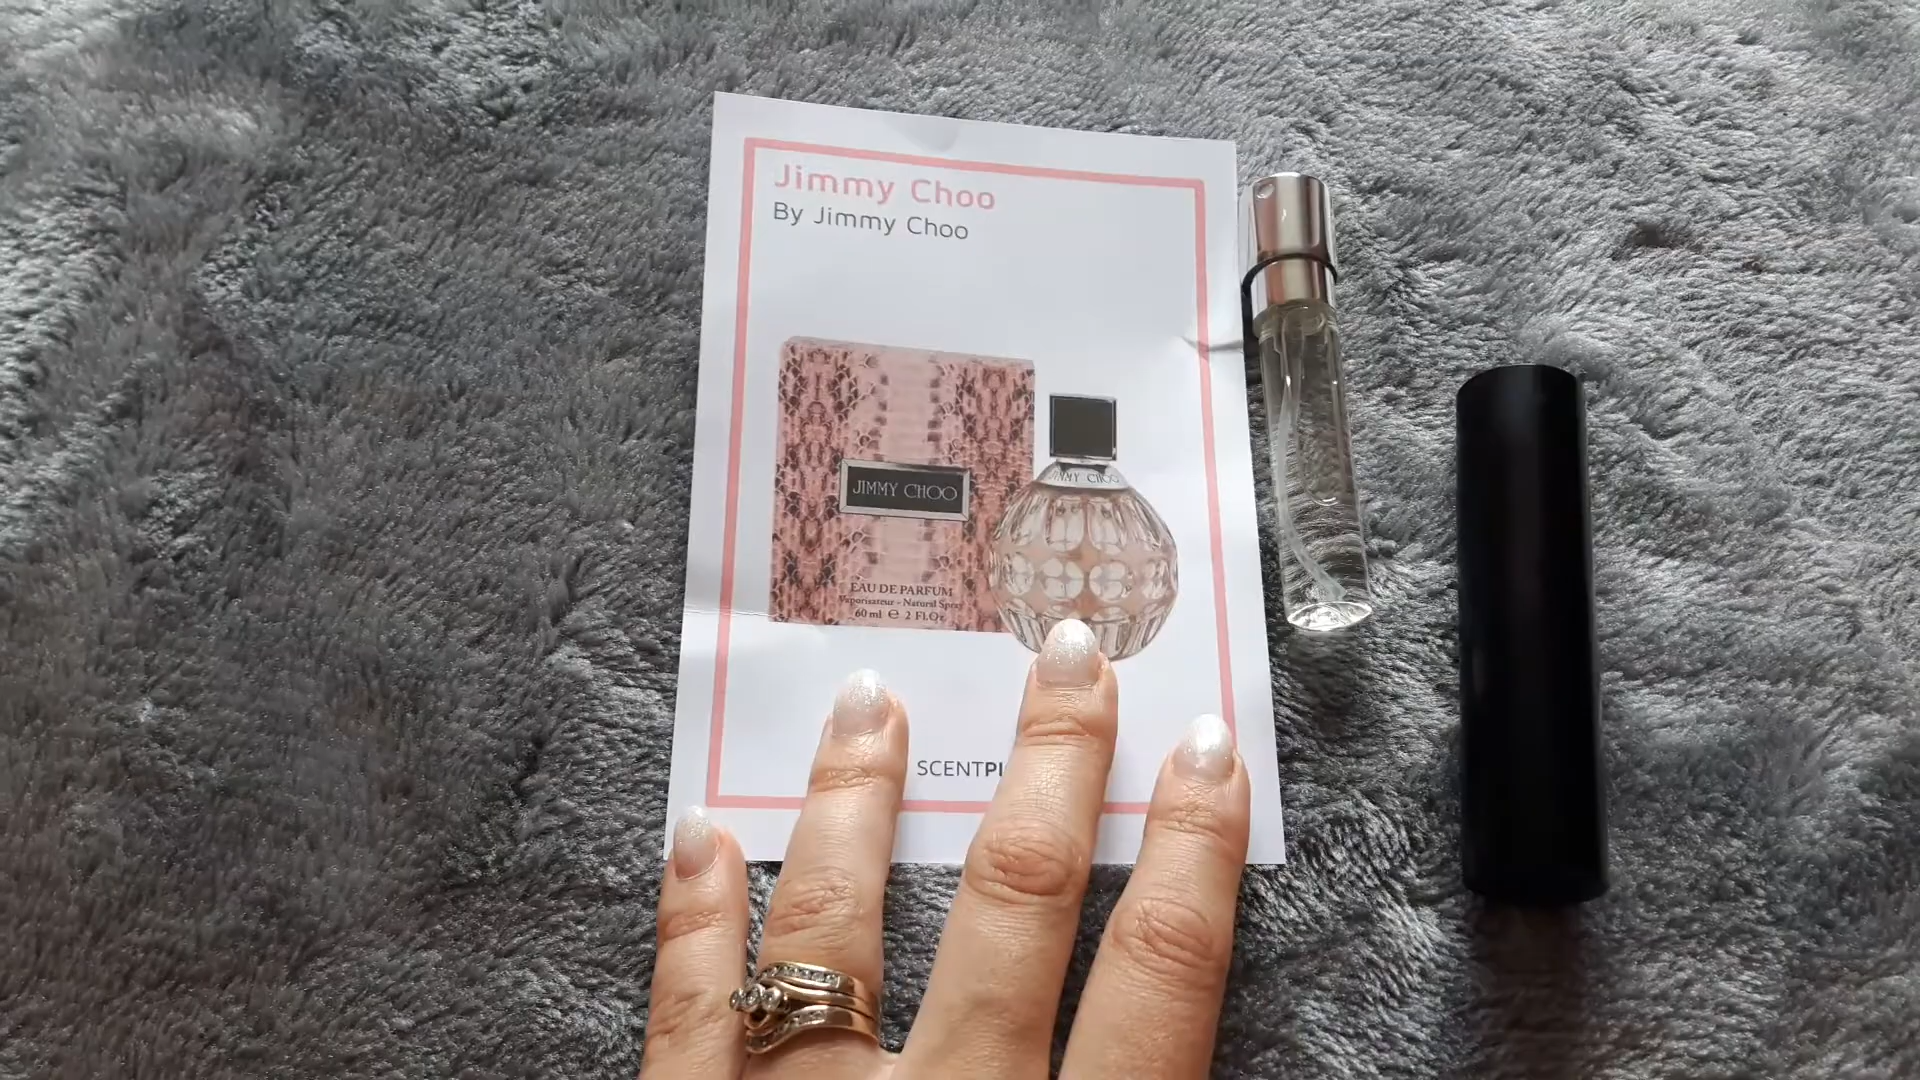 Jimmy Choo
By Jimmy Choo
JIMMY CHOO
JIMMY CHOO
EAU DE PARFUM
Vaporisateur - Natural Spray
60 ml ℮ 2 Fl.Oz
SCENTPI